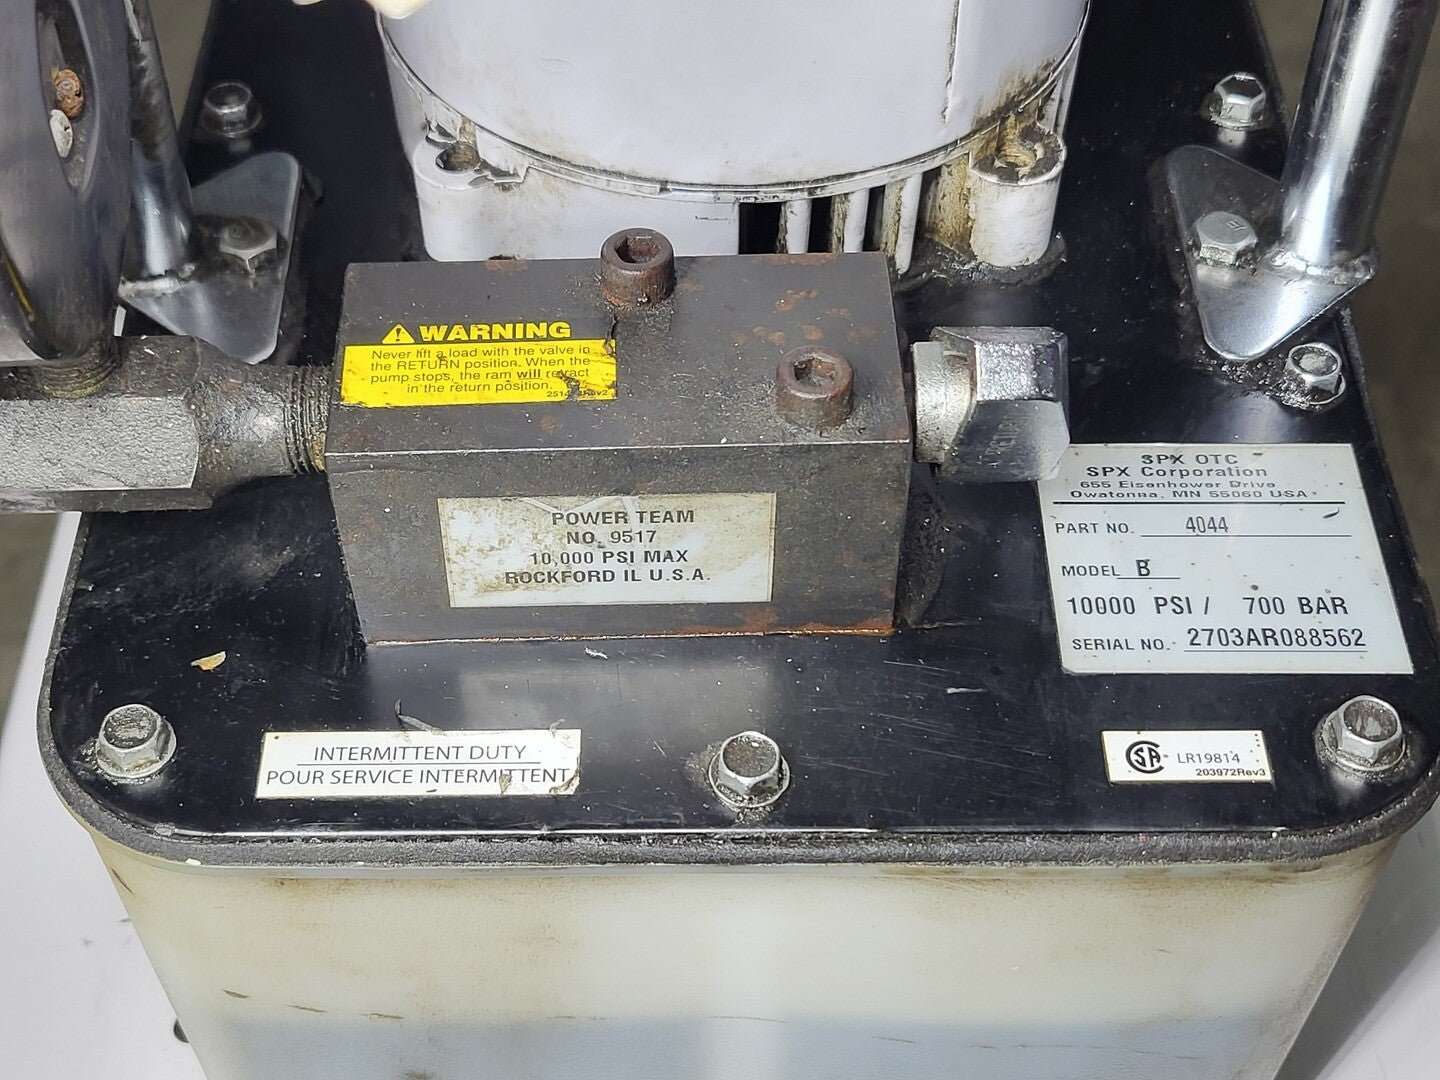 WARNING
Never lift a load with the valve in
the RETURN position. When the
pump stops, the ram will retract
in the return position.
POWER TEAM
NO. 9517
10,000 PSI MAX
ROCKFORD IL U.S.A.
SPX OTC
SPX Corporation
655 Eisenhower Drive
Owatonna, MN 55060 USA
PART NO. 4044
MODEL B
10000 PSI / 700 BAR
SERIAL NO. 2703AR088562
INTERMITTENT DUTY
POUR SERVICE INTERMITTENT
SA LR19814
203972Rev3